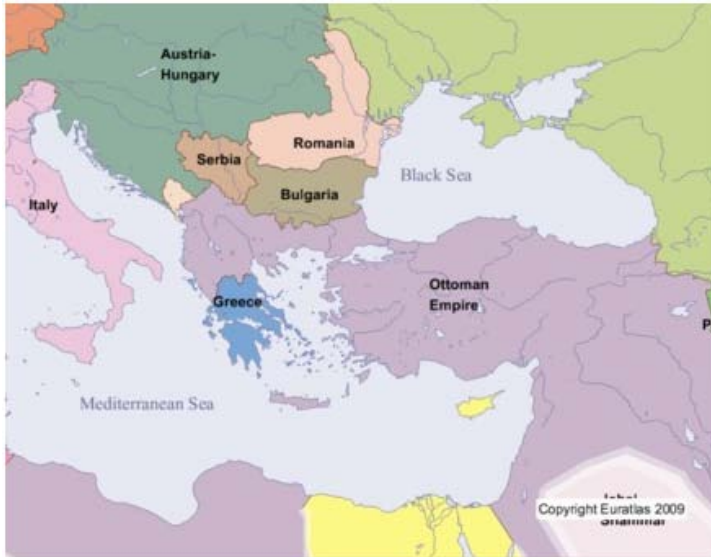 Austria-
Hungary
Romania
Serbia
Black Sea
Bulgaria
Italy
Ottoman
Empire
Greece
P
Mediterranean Sea
Copyright Euratlas 2009